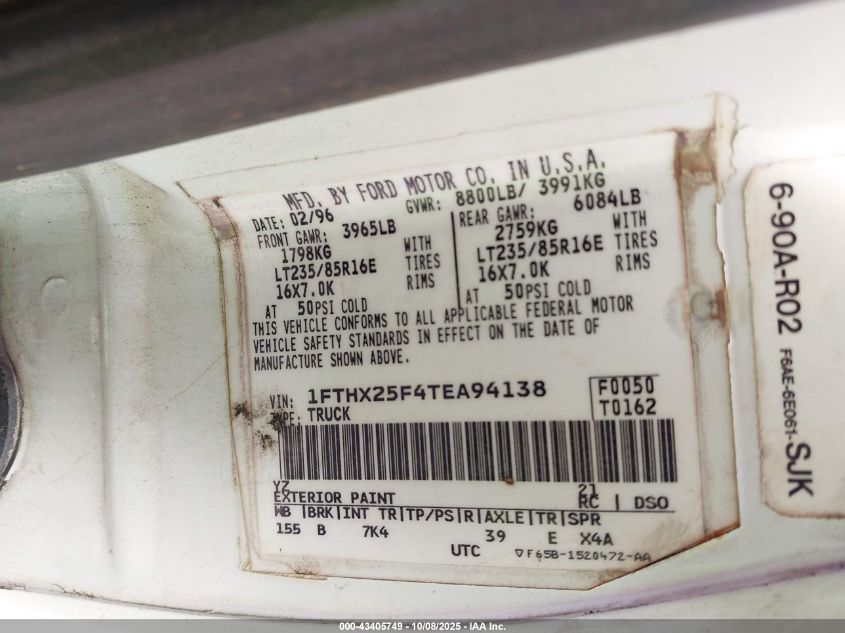 MFD. BY FORD MOTOR CO. IN U.S.A.
DATE: 02/96 GVWR: 8800LB/ 3991KG
FRONT GAWR: 3965LB REAR GAWR: 6084LB
1798KG WITH 2759KG WITH
LT235/85R16E TIRES LT235/85R16E TIRES
16X7.0K RIMS 16X7.0K RIMS
AT 50PSI COLD AT 50PSI COLD
THIS VEHICLE CONFORMS TO ALL APPLICABLE FEDERAL MOTOR
VEHICLE SAFETY STANDARDS IN EFFECT ON THE DATE OF
MANUFACTURE SHOWN ABOVE.
VIN: 1FTHX25F4TEA94138 F0050
TYPE: TRUCK T0162
YZ 21
EXTERIOR PAINT RC | DSO
WB |BRK|INT TR|TP/PS|R|AXLE|TR|SPR
155 B 7K4 39 E X4A
UTC F65B-1520472-AA
6-90A-R02 F6AE-6E061-SJK
000-43405749 - 10/08/2025 - IAA Inc.